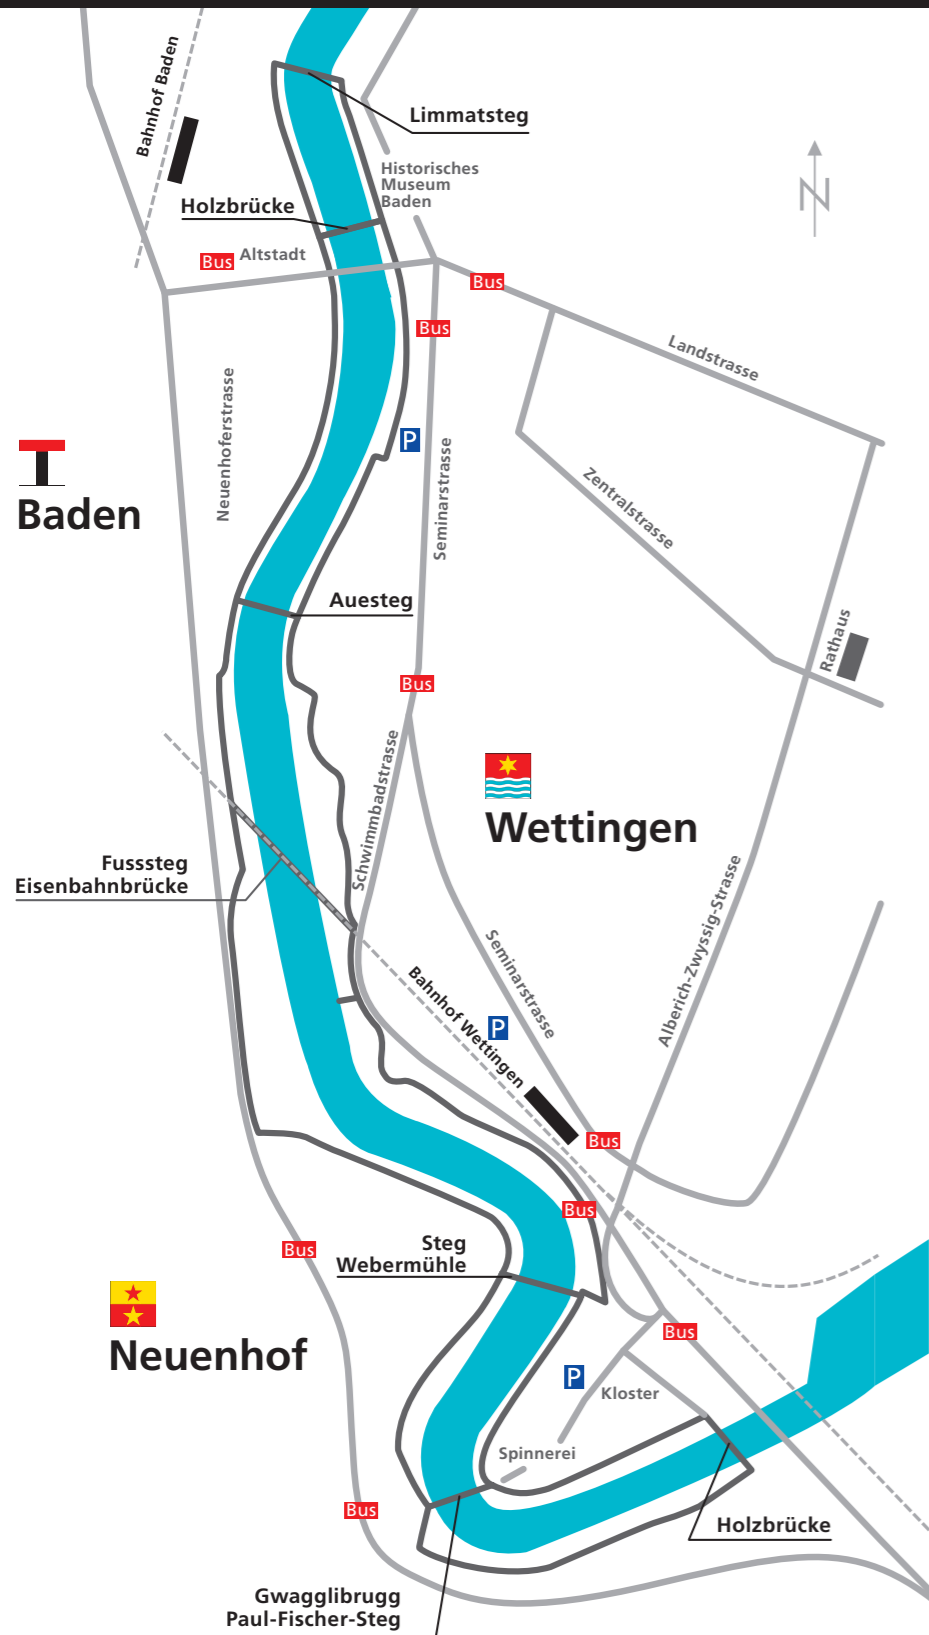 Bahnhof Baden
Limmatsteg
Historisches
Museum
Baden
N
Holzbrücke
Bus
Altstadt
Bus
Bus
Landstrasse
Neuenhoferstrasse
P
Seminarstrasse
Zentralstrasse
Baden
Auesteg
Rathaus
Bus
Schwimmbadstrasse
Wettingen
Fusssteg
Eisenbahnbrücke
Alberich-Zwyssig-Strasse
Seminarstrasse
Bahnhof Wettingen
P
Bus
Bus
Steg
Webermühle
Bus
Neuenhof
Bus
P
Kloster
Spinnerei
Bus
Holzbrücke
Gwagglibrugg
Paul-Fischer-Steg